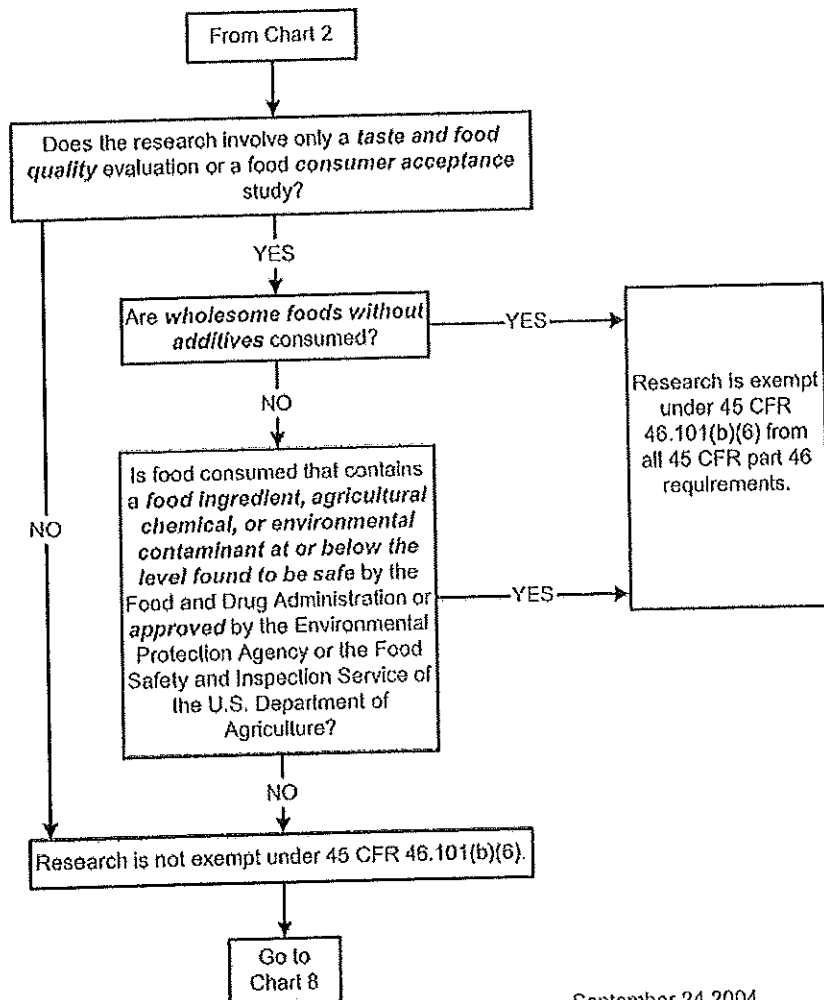 From Chart 2
Does the research involve only a taste and food
quality evaluation or a food consumer acceptance
study?
YES
Are wholesome foods without
additives consumed?
YES
NO
Research is exempt
under 45 CFR
46.101(b)(6) from
all 45 CFR part 46
requirements.
Is food consumed that contains
a food ingredient, agricultural
chemical, or environmental
contaminant at or below the
level found to be safe by the
Food and Drug Administration or
approved by the Environmental
Protection Agency or the Food
Safety and Inspection Service of
the U.S. Department of
Agriculture?
NO
YES
NO
Research is not exempt under 45 CFR 46.101(b)(6).
Go to
Chart 8
September 24 2004